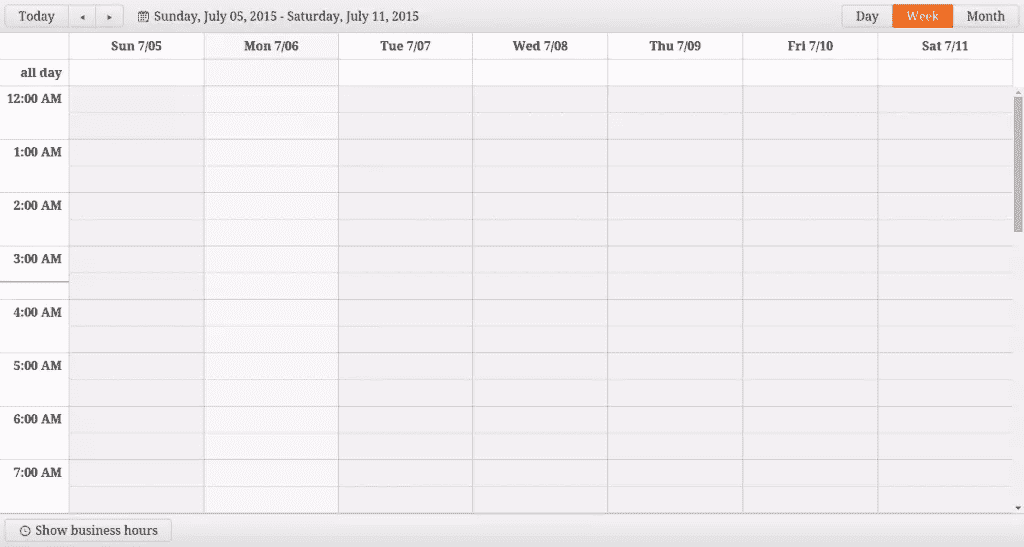 Today Sunday, July 05, 2015 - Saturday, July 11, 2015 Day Week Month
Sun 7/05 Mon 7/06 Tue 7/07 Wed 7/08 Thu 7/09 Fri 7/10 Sat 7/11
all day
12:00 AM
1:00 AM
2:00 AM
3:00 AM
4:00 AM
5:00 AM
6:00 AM
7:00 AM
Show business hours